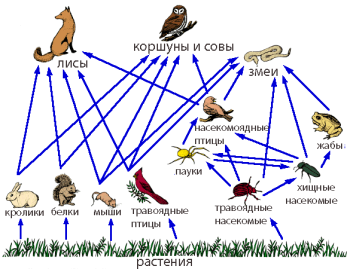 коршуны и совы
лисы
змеи
насекомоядные
птицы
жабы
пауки
хищные
насекомые
кролики
белки
мыши
травоядные
птицы
травоядные
насекомые
растения